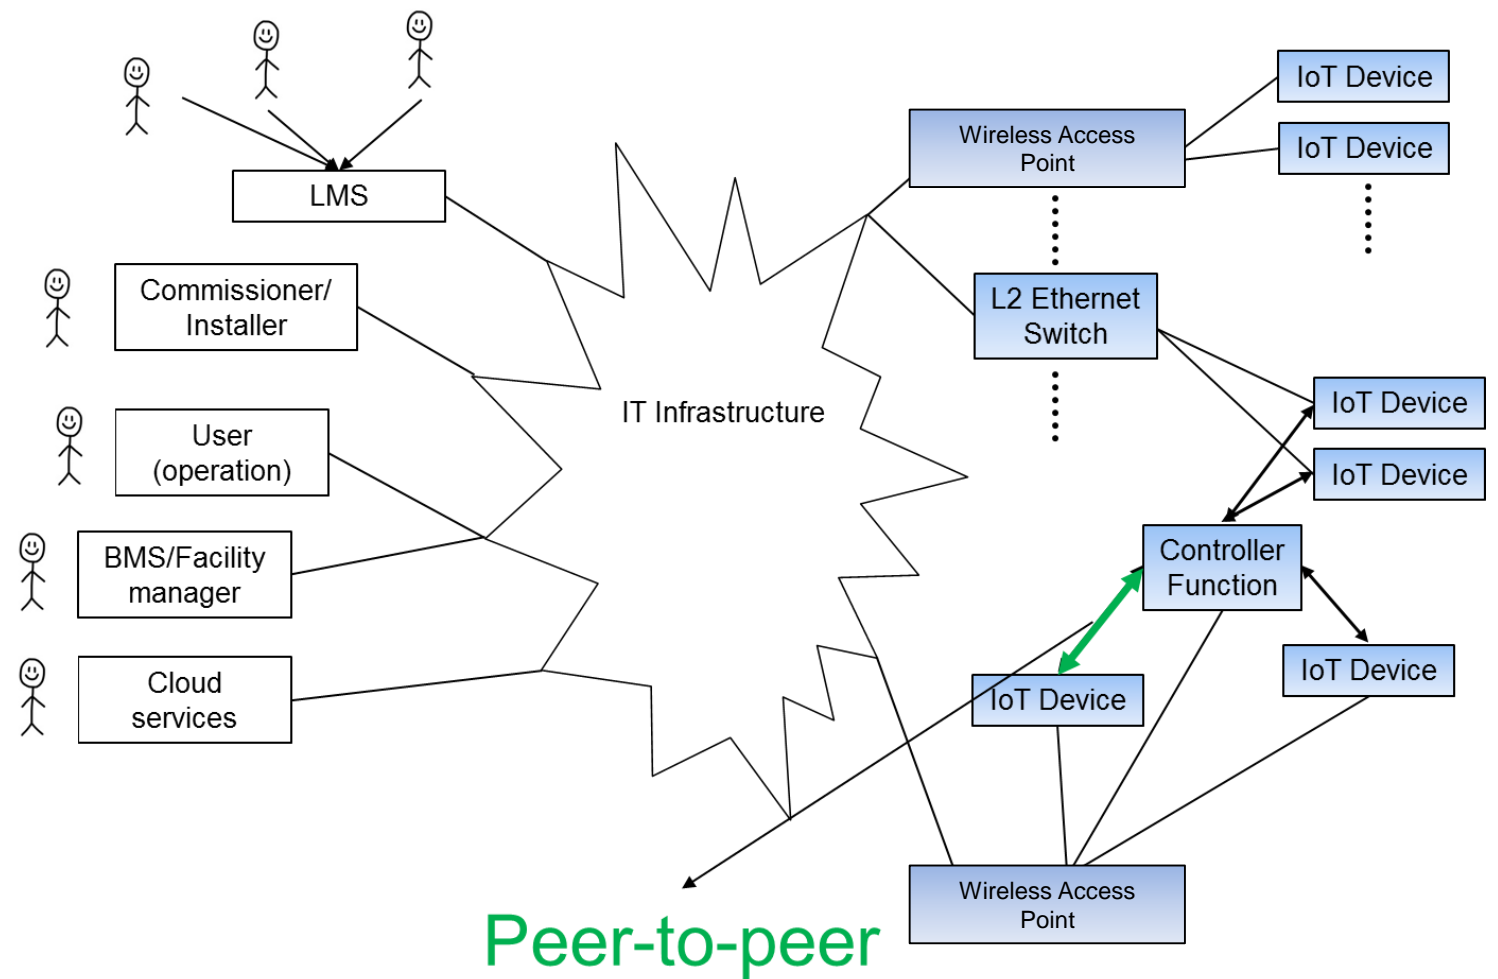 IoT Device
Wireless Access
Point
IoT Device
LMS
Commissioner/
Installer
L2 Ethernet
Switch
IT Infrastructure
IoT Device
User
(operation)
IoT Device
BMS/Facility
manager
Controller
Function
Cloud
services
IoT Device
IoT Device
Wireless Access
Point
Peer-to-peer